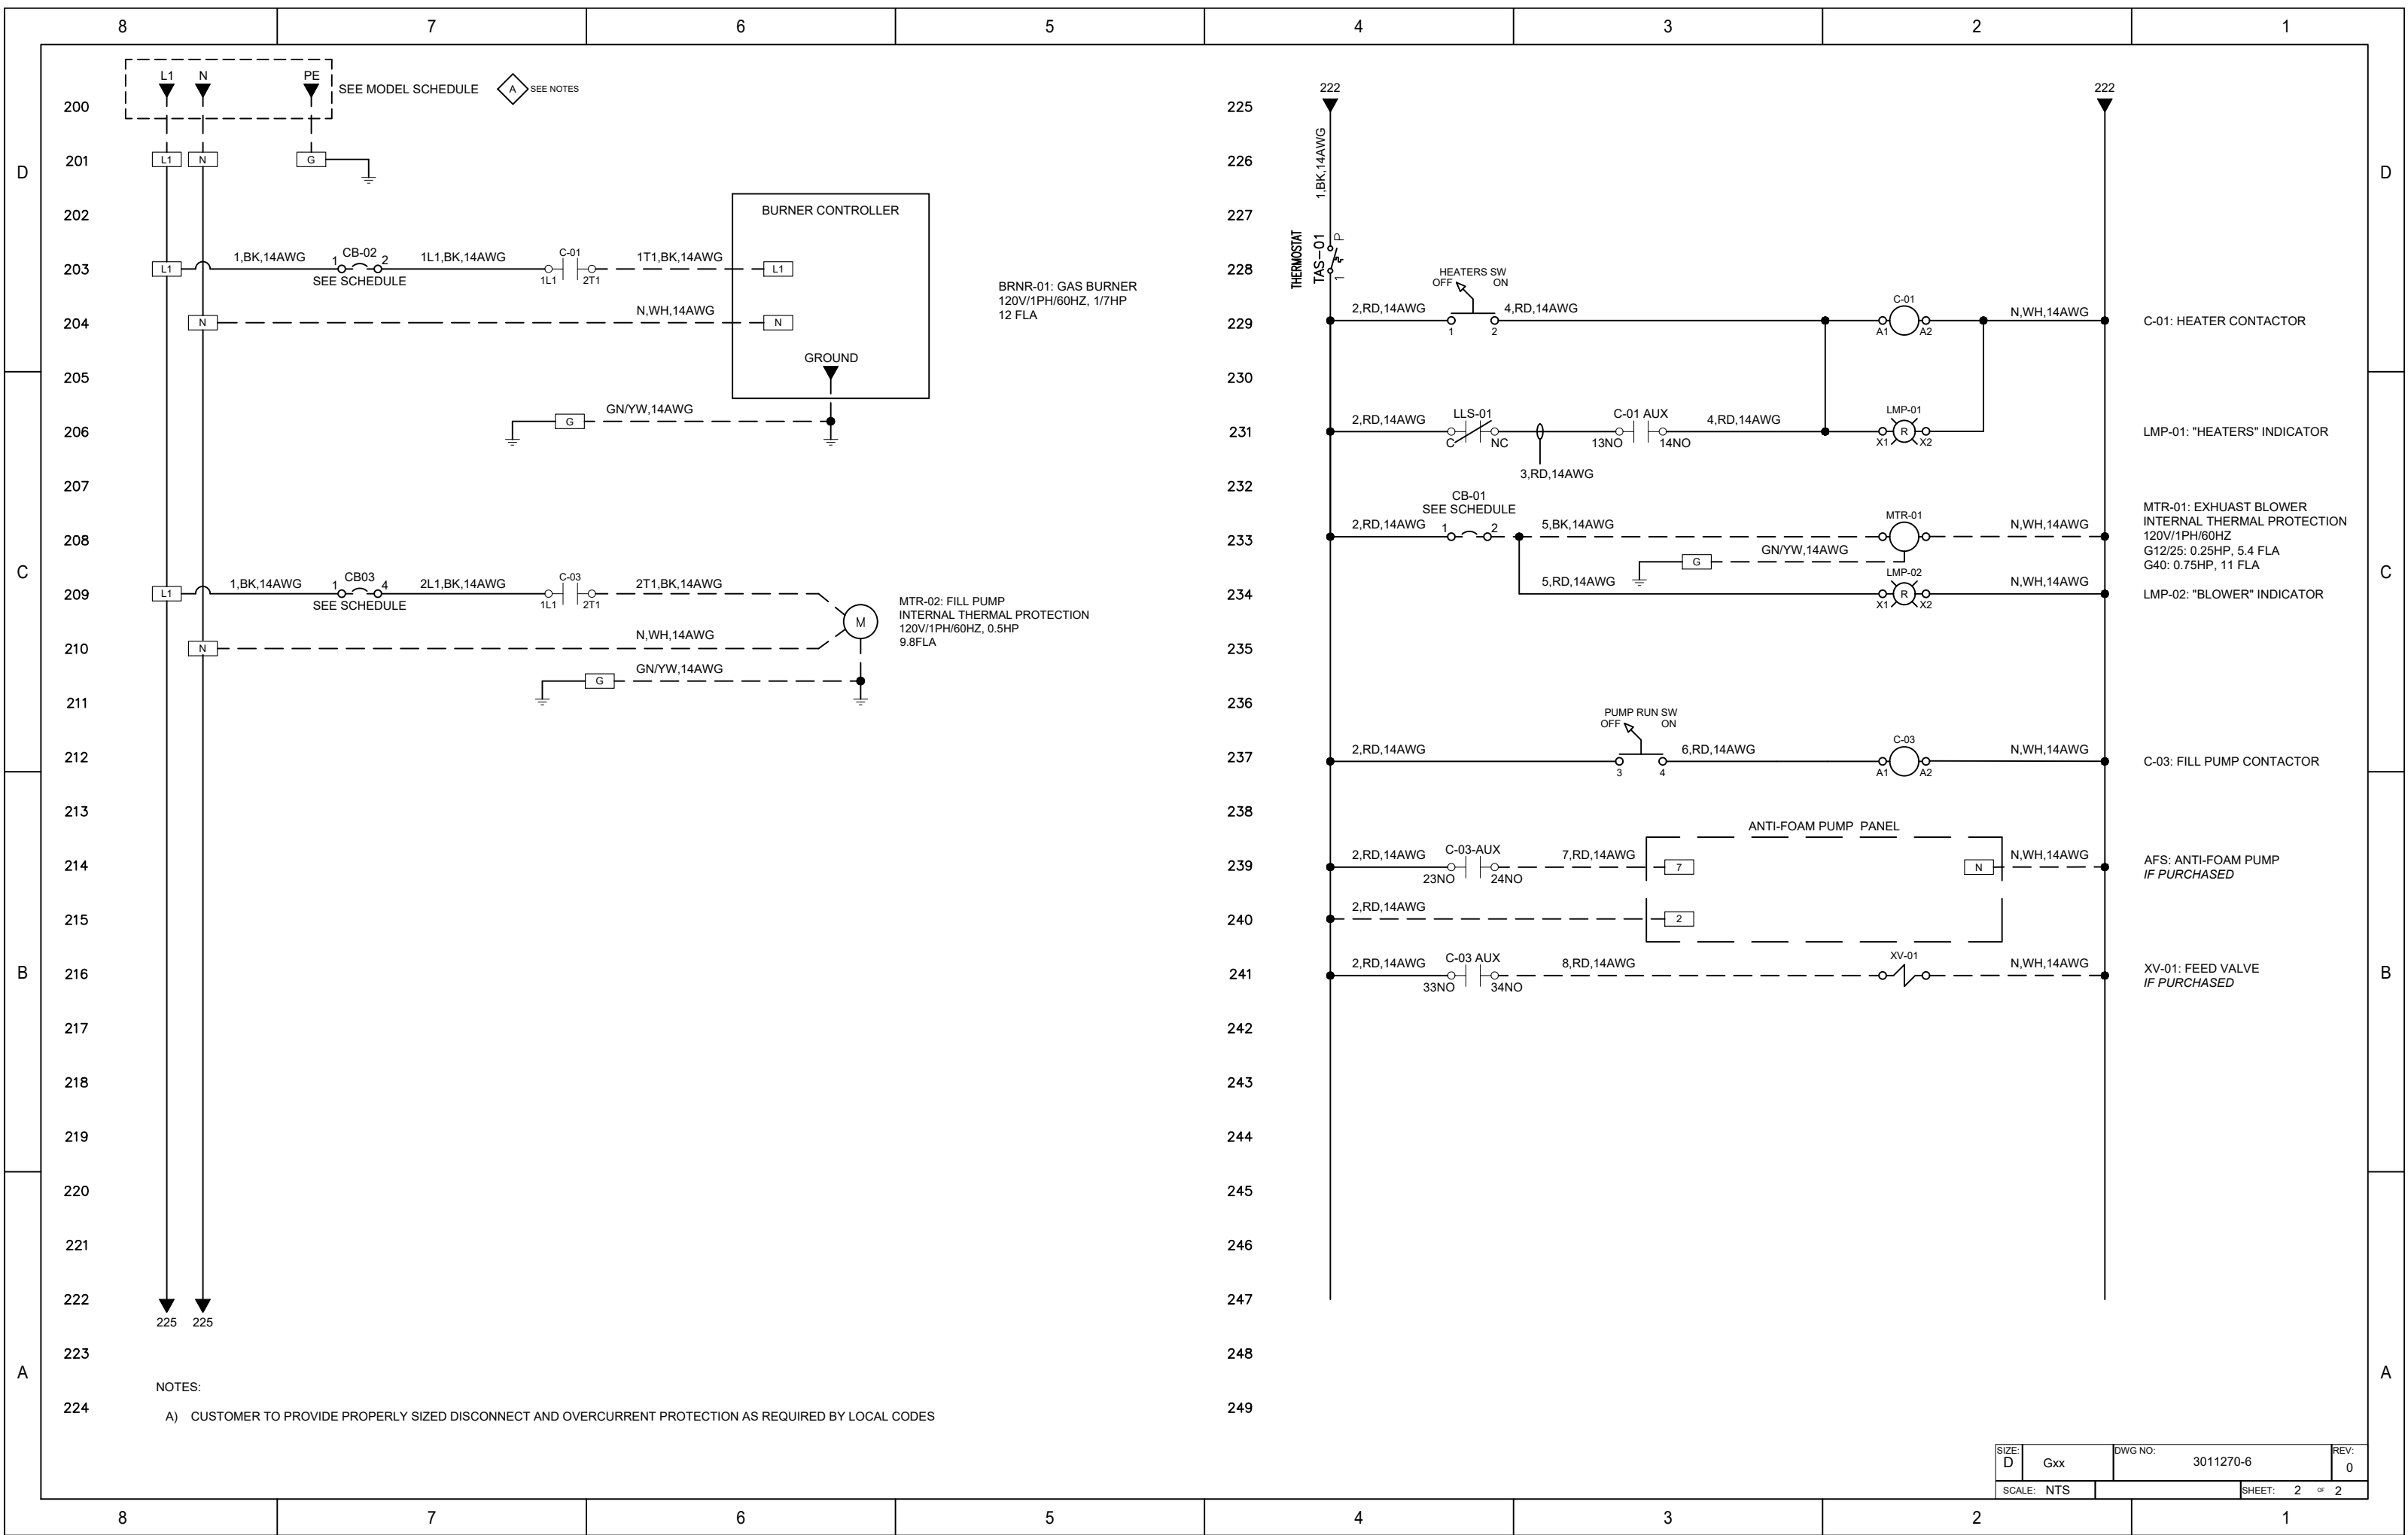 8 7 6 5 4 3 2 1
L1 N PE
SEE MODEL SCHEDULE A SEE NOTES
200
201 L1 N G
202
BURNER CONTROLLER
203 L1 1,BK,14AWG 1 CB-02 2 1L1,BK,14AWG C-01 1T1,BK,14AWG L1
SEE SCHEDULE 1L1 2T1
BRNR-01: GAS BURNER
120V/1PH/60HZ, 1/7HP
12 FLA
204 N N,WH,14AWG N
GROUND
205
206 G GN/YW,14AWG
207
208
209 L1 1,BK,14AWG 1 CB03 4 2L1,BK,14AWG C-03 2T1,BK,14AWG
SEE SCHEDULE 1L1 2T1
M
MTR-02: FILL PUMP
INTERNAL THERMAL PROTECTION
120V/1PH/60HZ, 0.5HP
9.8FLA
210 N N,WH,14AWG
G GN/YW,14AWG
211
212
213
214
215
216
217
218
219
220
221
222
225 225
223
224
NOTES:
A) CUSTOMER TO PROVIDE PROPERLY SIZED DISCONNECT AND OVERCURRENT PROTECTION AS REQUIRED BY LOCAL CODES
222 222
225
226
1,BK,14AWG
227
228
THERMOSTAT
TAS-01
1 P
HEATERS SW
OFF ON
229 2,RD,14AWG 1 2 4,RD,14AWG C-01 A1 A2 N,WH,14AWG
C-01: HEATER CONTACTOR
230
231 2,RD,14AWG LLS-01 C NC C-01 AUX 13NO 14NO 4,RD,14AWG LMP-01 X1 R X2
LMP-01: "HEATERS" INDICATOR
3,RD,14AWG
232
CB-01
SEE SCHEDULE
233 2,RD,14AWG 1 2 5,BK,14AWG MTR-01 N,WH,14AWG
G GN/YW,14AWG
MTR-01: EXHUAST BLOWER
INTERNAL THERMAL PROTECTION
120V/1PH/60HZ
G12/25: 0.25HP, 5.4 FLA
G40: 0.75HP, 11 FLA
234 5,RD,14AWG LMP-02 X1 R X2 N,WH,14AWG
LMP-02: "BLOWER" INDICATOR
235
236
PUMP RUN SW
OFF ON
237 2,RD,14AWG 3 4 6,RD,14AWG C-03 A1 A2 N,WH,14AWG
C-03: FILL PUMP CONTACTOR
238
ANTI-FOAM PUMP PANEL
239 2,RD,14AWG C-03-AUX 23NO 24NO 7,RD,14AWG 7 N N,WH,14AWG
AFS: ANTI-FOAM PUMP
IF PURCHASED
240 2,RD,14AWG 2
241 2,RD,14AWG C-03 AUX 33NO 34NO 8,RD,14AWG XV-01 N,WH,14AWG
XV-01: FEED VALVE
IF PURCHASED
242
243
244
245
246
247
248
249
D D
C C
B B
A A
SIZE: D Gxx DWG NO: 3011270-6 REV: 0
SCALE: NTS SHEET: 2 OF 2
8 7 6 5 4 3 2 1